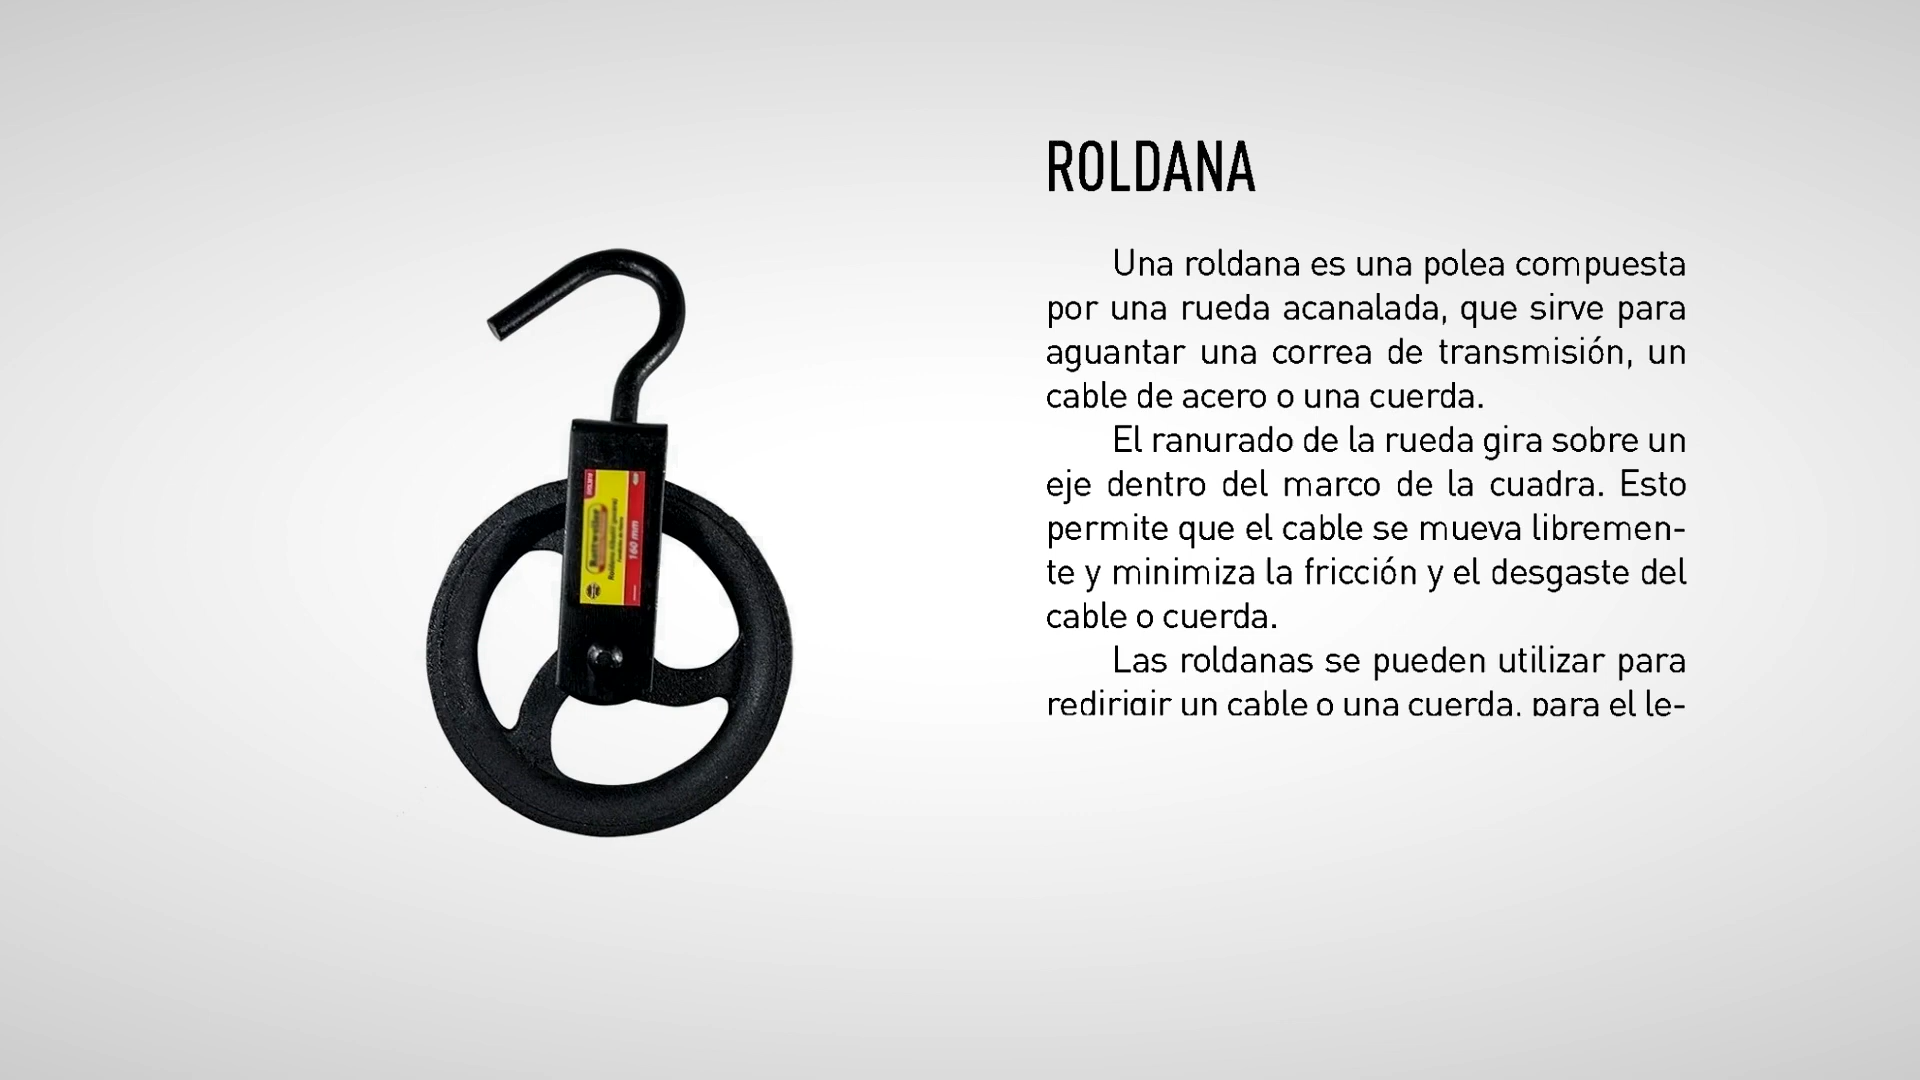 ROLDANA
Una roldana es una polea compuesta
por una rueda acanalada, que sirve para
aguantar una correa de transmisión, un
cable de acero o una cuerda.
El ranurado de la rueda gira sobre un
eje dentro del marco de la cuadra. Esto
permite que el cable se mueva libremen-
te y minimiza la fricción y el desgaste del
cable o cuerda.
Las roldanas se pueden utilizar para
redirigir un cable o una cuerda, para el le-
160 mm